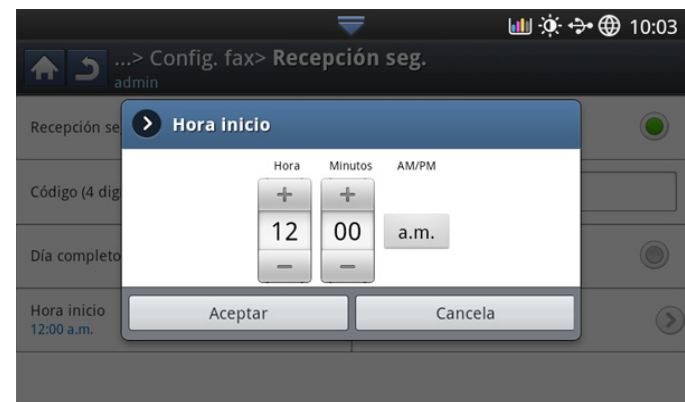 10:03
...> Config. fax> Recepción seg.
admin
Recepción se
Hora inicio
Hora Minutos AM/PM
Código (4 dig
12 00 a.m.
Día completo
Aceptar Cancela
Hora inicio
12:00 a.m.